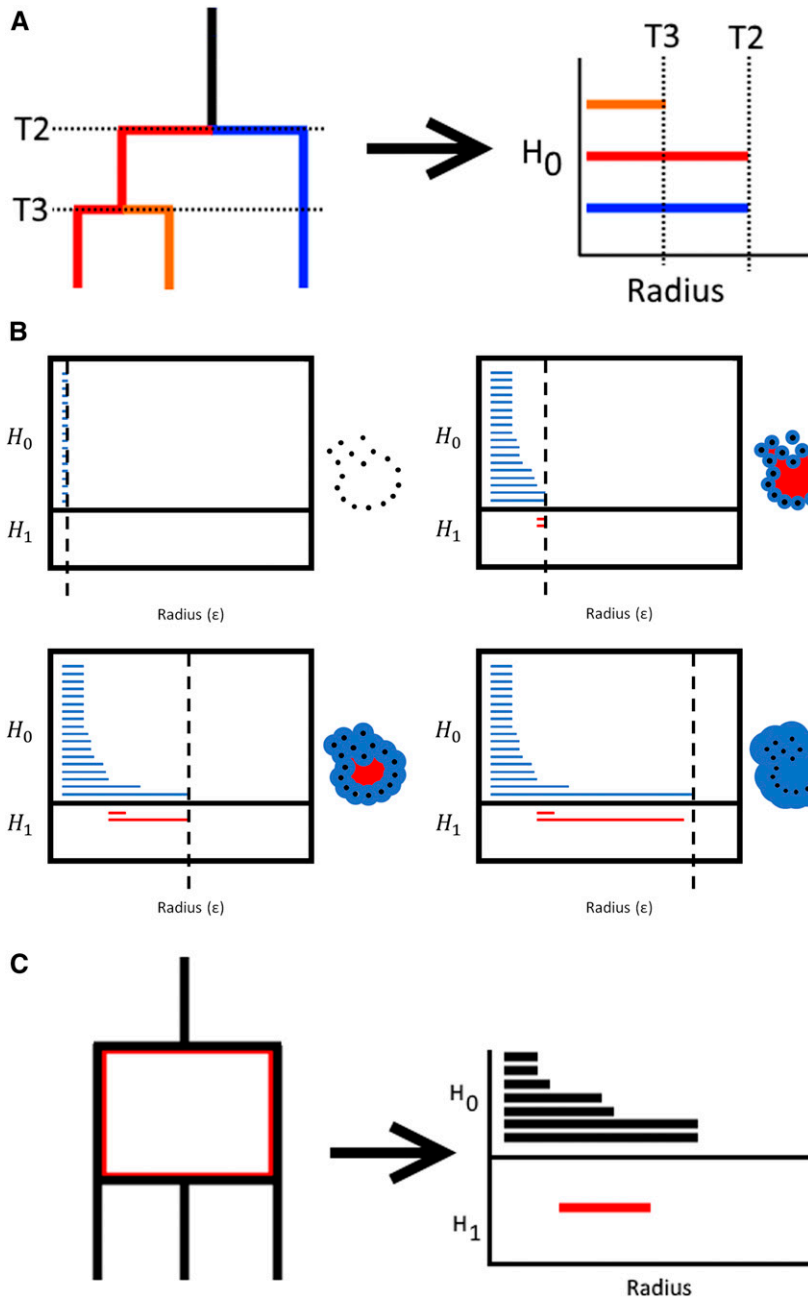 A
T2
T3
T3 T2
H0
Radius
B
H0
H1
Radius (ε)
H0
H1
Radius (ε)
H0
H1
Radius (ε)
H0
H1
Radius (ε)
C
H0
H1
Radius